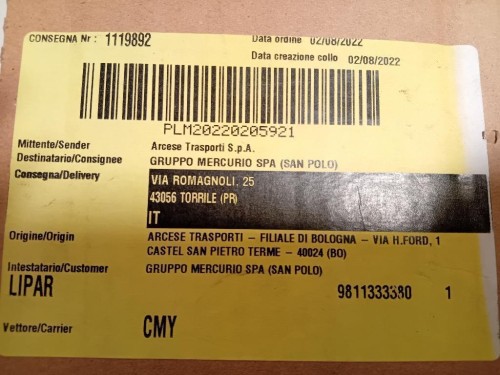 CONSEGNA Nr : 1119892 Data ordine 02/08/2022
Data creazione collo 02/08/2022
PLM20220205921
Mittente/Sender Arcese Trasporti S.p.A.
Destinatario/Consignee GRUPPO MERCURIO SPA (SAN POLO)
Consegna/Delivery VIA ROMAGNOLI, 25
43056 TORRILE (PR)
IT
Origine/Origin ARCESE TRASPORTI - FILIALE DI BOLOGNA - VIA H.FORD, 1
CASTEL SAN PIETRO TERME - 40024 (BO)
Intestatario/Customer GRUPPO MERCURIO SPA (SAN POLO)
LIPAR 9811333380 1
Vettore/Carrier CMY